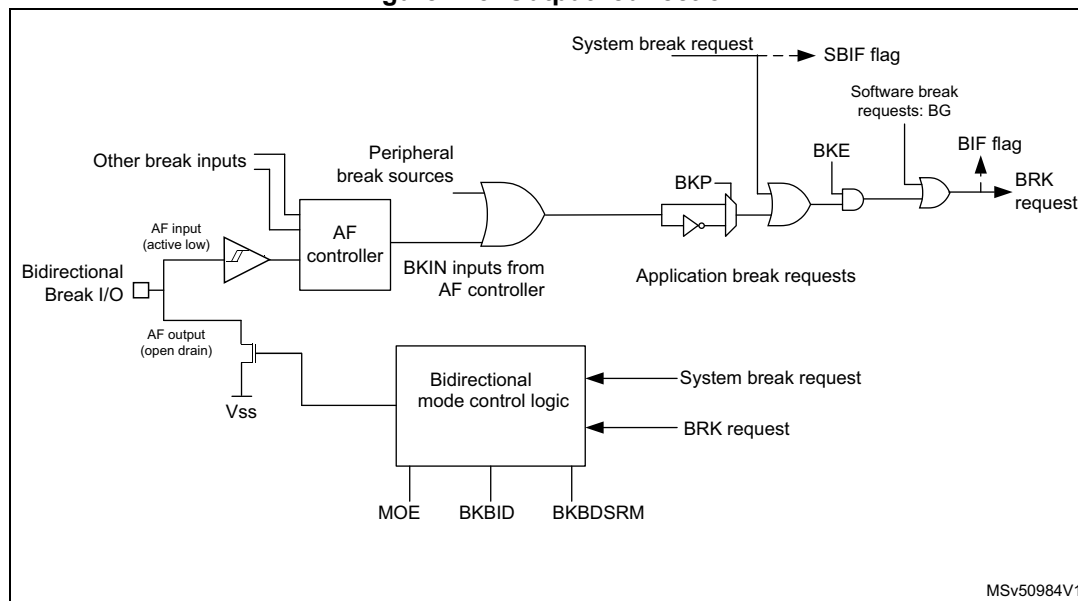 System break request
SBIF flag
Software break
requests: BG
BIF flag
BKE
BRK
request
Peripheral
break sources
Other break inputs
BKP
AF input
(active low)
AF
controller
Bidirectional
Break I/O
BKIN inputs from
AF controller
Application break requests
AF output
(open drain)
Vss
Bidirectional
mode control logic
System break request
BRK request
MOE
BKBID
BKBDSRM
MSv50984V1